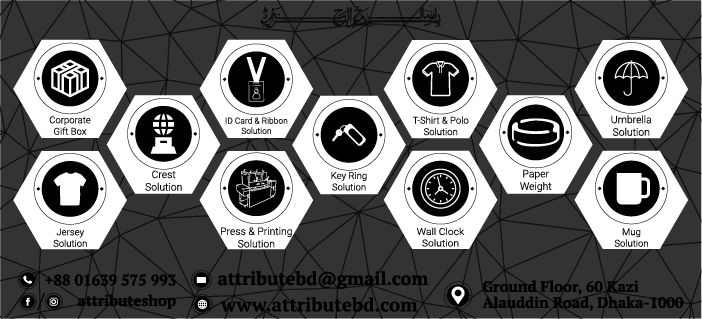 Corporate
Gift Box
ID Card & Ribbon
Solution
T-Shirt & Polo
Solution
Umbrella
Solution
Crest
Solution
Key Ring
Solution
Paper
Weight
Jersey
Solution
Press & Printing
Solution
Wall Clock
Solution
Mug
Solution
+88 01639 575 993
attributebd@gmail.com
attributeshop
www.attributebd.com
Ground Floor, 60 Kazi
Alauddin Road, Dhaka-1000